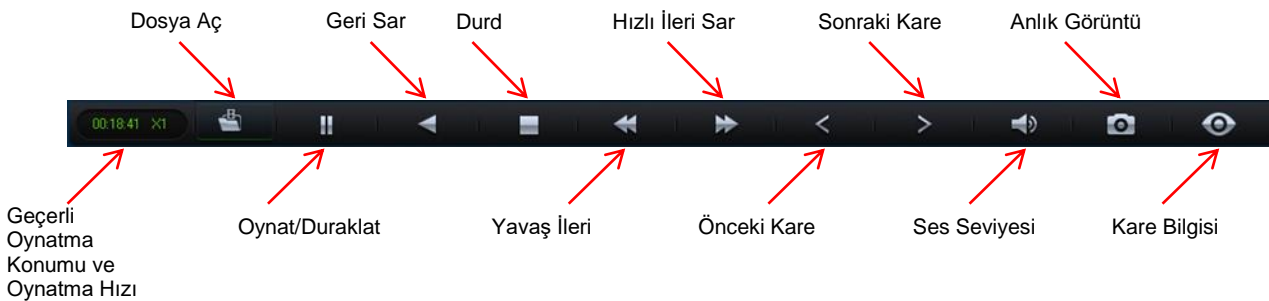 Dosya Aç
Geri Sar
Durd
Hızlı İleri Sar
Sonraki Kare
Anlık Görüntü
00:18:41 X1
Geçerli
Oynatma
Konumu ve
Oynatma Hızı
Oynat/Duraklat
Yavaş İleri
Önceki Kare
Ses Seviyesi
Kare Bilgisi